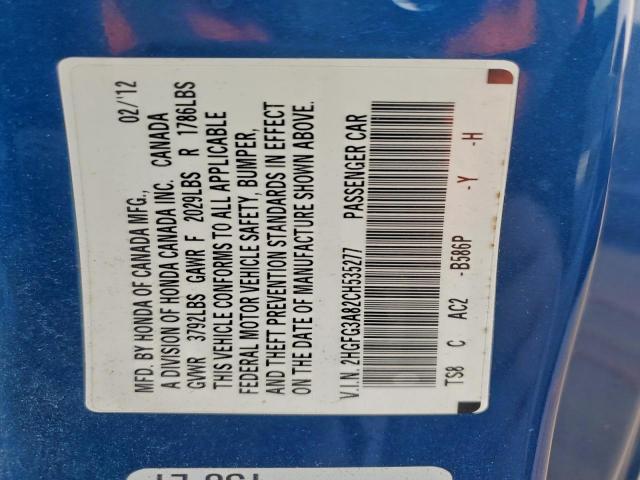 MFD. BY HONDA OF CANADA MFG., 02/'12
A DIVISION OF HONDA CANADA INC. CANADA
GVWR 3792LBS GAWR F 2029LBS R 1786LBS
THIS VEHICLE CONFORMS TO ALL APPLICABLE
FEDERAL MOTOR VEHICLE SAFETY, BUMPER,
AND THEFT PREVENTION STANDARDS IN EFFECT
ON THE DATE OF MANUFACTURE SHOWN ABOVE.
V.I.N. 2HGFG3A82CH535277 PASSENGER CAR
TS8 C AC2 -B586P -Y -H